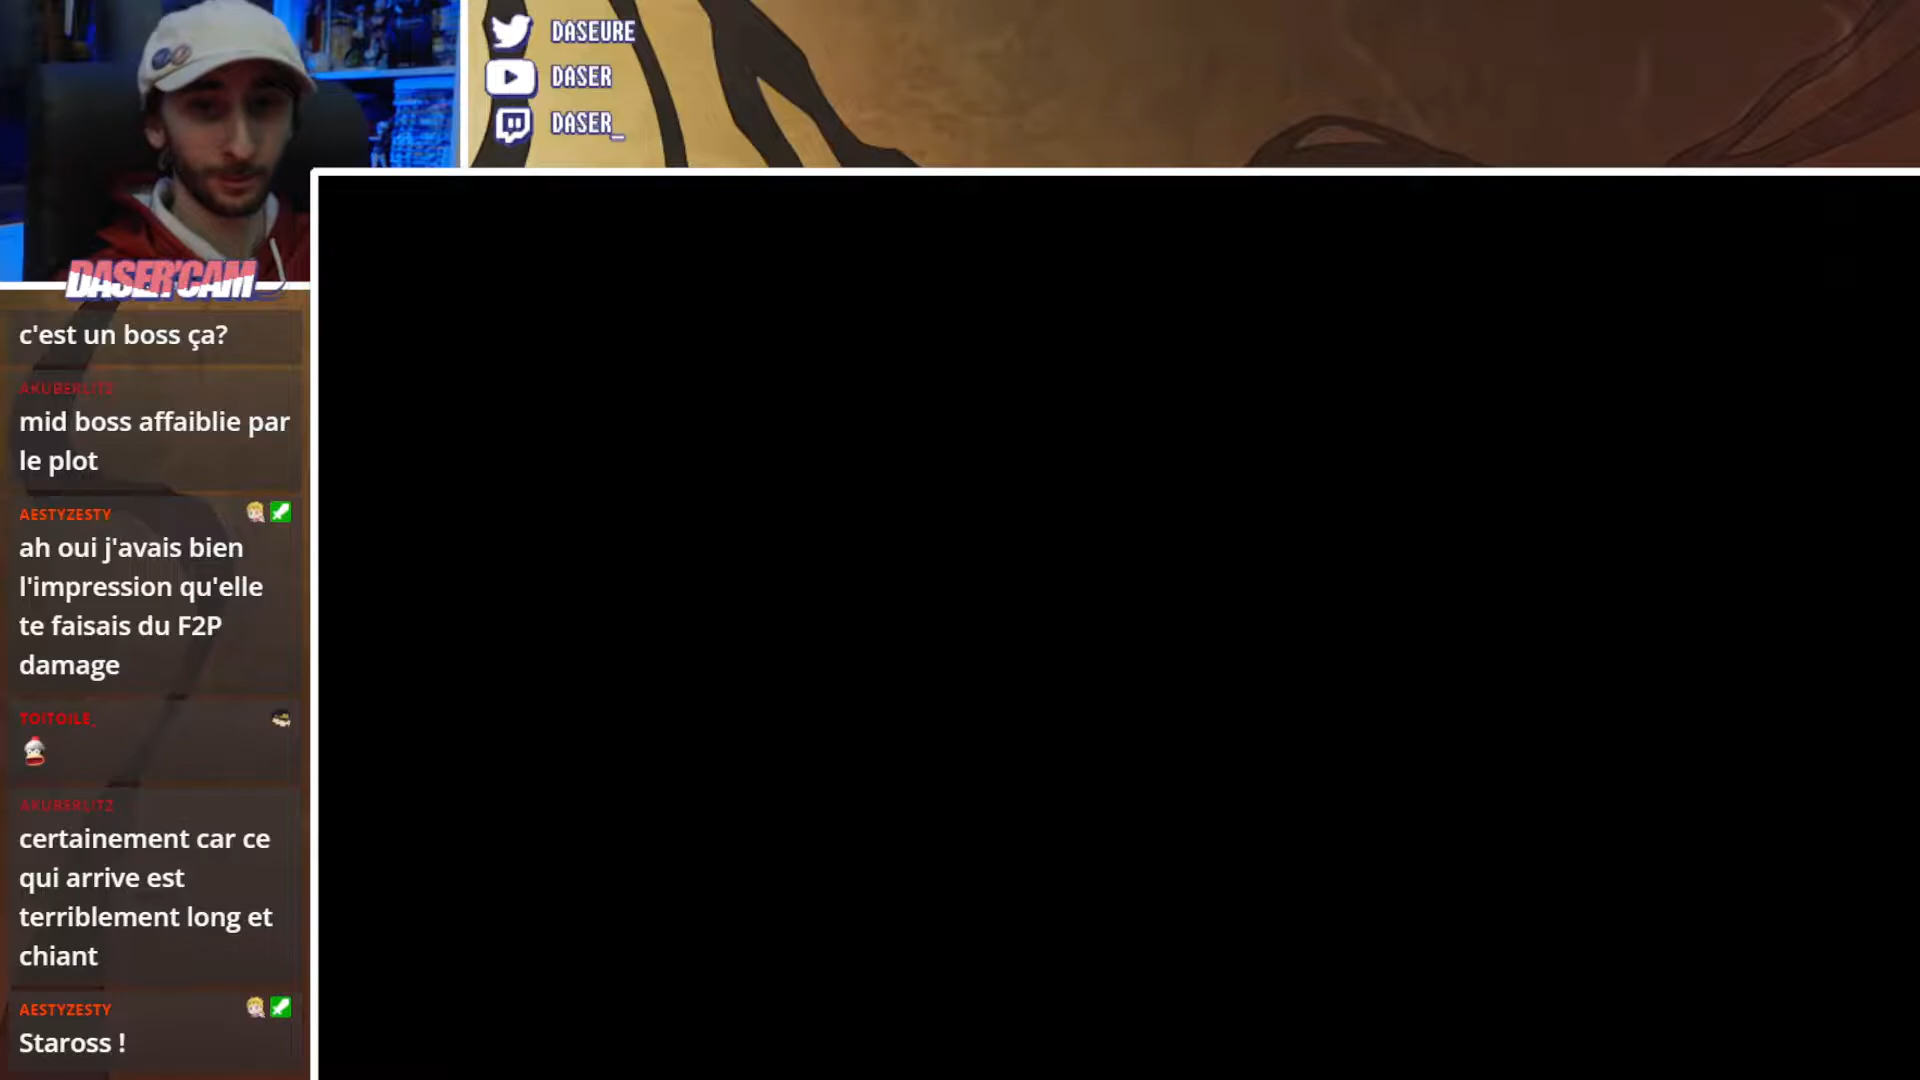 DASEURE
DASER
DASER_
DASER'CAM
c'est un boss ça?
AKUBERLITZ
mid boss affaiblie par
le plot
AESTYZESTY
ah oui j'avais bien
l'impression qu'elle
te faisais du F2P
damage
TOITOILE_
AKUBERLITZ
certainement car ce
qui arrive est
terriblement long et
chiant
AESTYZESTY
Staross !